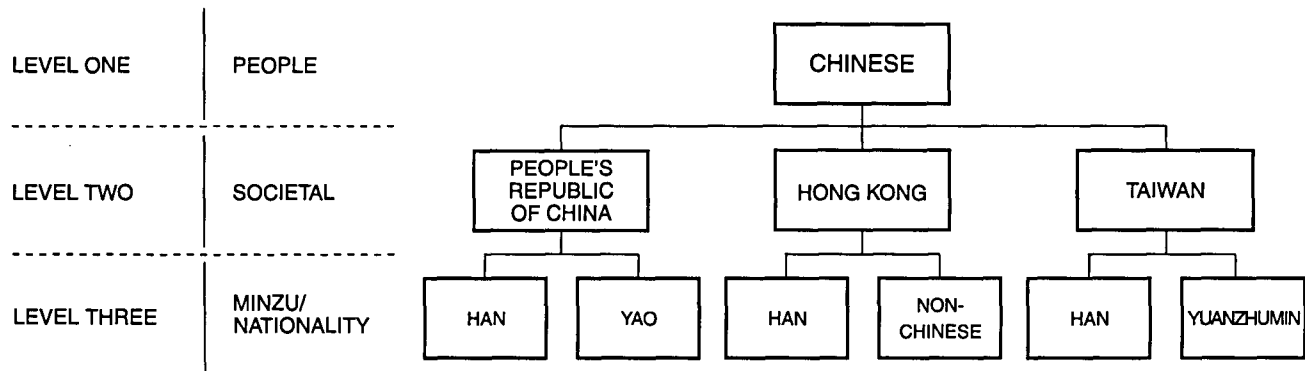 LEVEL ONE
PEOPLE
CHINESE
LEVEL TWO
SOCIETAL
PEOPLE'S
REPUBLIC
OF CHINA
HONG KONG
TAIWAN
LEVEL THREE
MINZU/
NATIONALITY
HAN
YAO
HAN
NON-
CHINESE
HAN
YUANZHUMIN